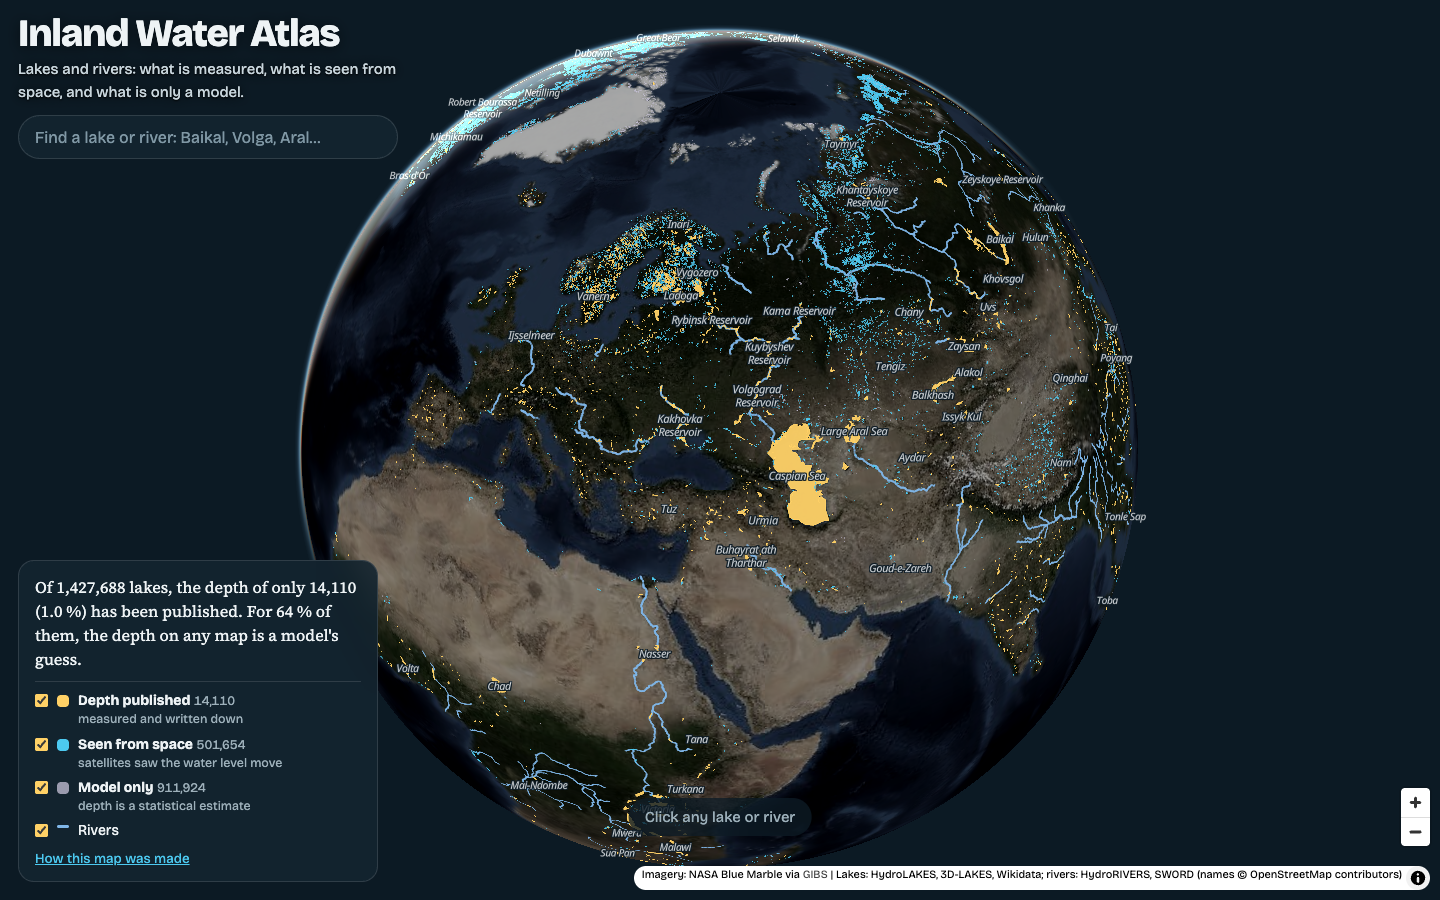 Inland Water Atlas
Lakes and rivers: what is measured, what is seen from
space, and what is only a model.
Find a lake or river: Baikal, Volga, Aral...
Great Bear
Selawik
Dubawnt
Netilling
Robert Bourassa
Reservoir
Michikamau
Bras d'Or
Taymyr
Khantayskoye
Reservoir
Zeyskoye Reservoir
Khanka
Baikal
Hulun
Khövsgöl
Inari
Vygozero
Vänern
Ladoga
Uvs
Rybinsk Reservoir
Kama Reservoir
Chany
Ijsselmeer
Kuybyshev
Reservoir
Zaysan
Tai
Poyang
Tengiz
Alakol
Qinghai
Volgograd
Reservoir
Balkhash
Issyk Kul
Kakhovka
Reservoir
Large Aral Sea
Aydar
Nam
Caspian Sea
Tuz
Urmia
Tonle Sap
Buhayrat ath
Tharthar
Goud-e-Zareh
Toba
Nasser
Volta
Chad
Tana
Mai-Ndombe
Turkana
Click any lake or river
Mweru
Sua Pan
Malawi
Of 1,427,688 lakes, the depth of only 14,110
(1.0 %) has been published. For 64 % of
them, the depth on any map is a model's
guess.
Depth published 14,110
measured and written down
Seen from space 501,654
satellites saw the water level move
Model only 911,924
depth is a statistical estimate
Rivers
How this map was made
Imagery: NASA Blue Marble via GIBS | Lakes: HydroLAKES, 3D-LAKES, Wikidata; rivers: HydroRIVERS, SWORD (names © OpenStreetMap contributors)